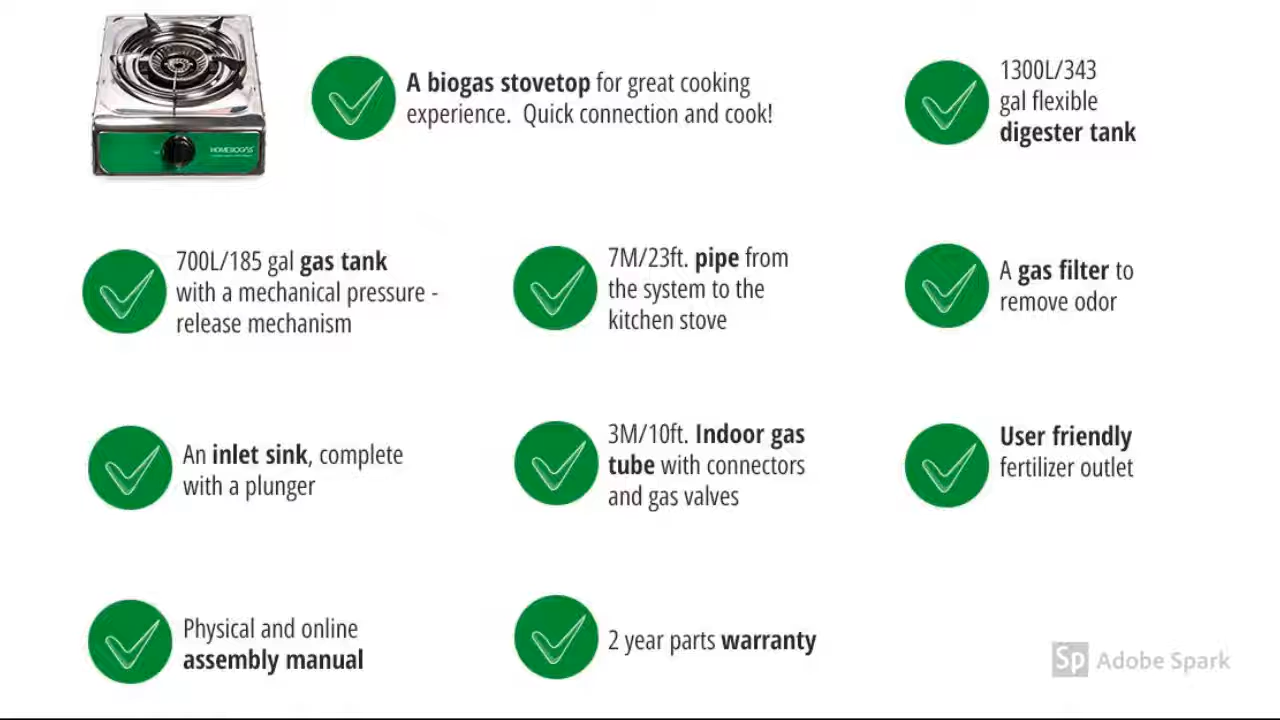 HOMEBIOGAS
A biogas stovetop for great cooking
experience. Quick connection and cook!
1300L/343
gal flexible
digester tank
700L/185 gal gas tank
with a mechanical pressure -
release mechanism
7M/23ft. pipe from
the system to the
kitchen stove
A gas filter to
remove odor
An inlet sink, complete
with a plunger
3M/10ft. Indoor gas
tube with connectors
and gas valves
User friendly
fertilizer outlet
Physical and online
assembly manual
2 year parts warranty
Sp Adobe Spark